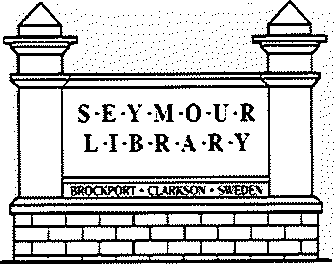 S·E·Y·M·O·U·R
L·I·B·R·A·R·Y
BROCKPORT · CLARKSON · SWEDEN